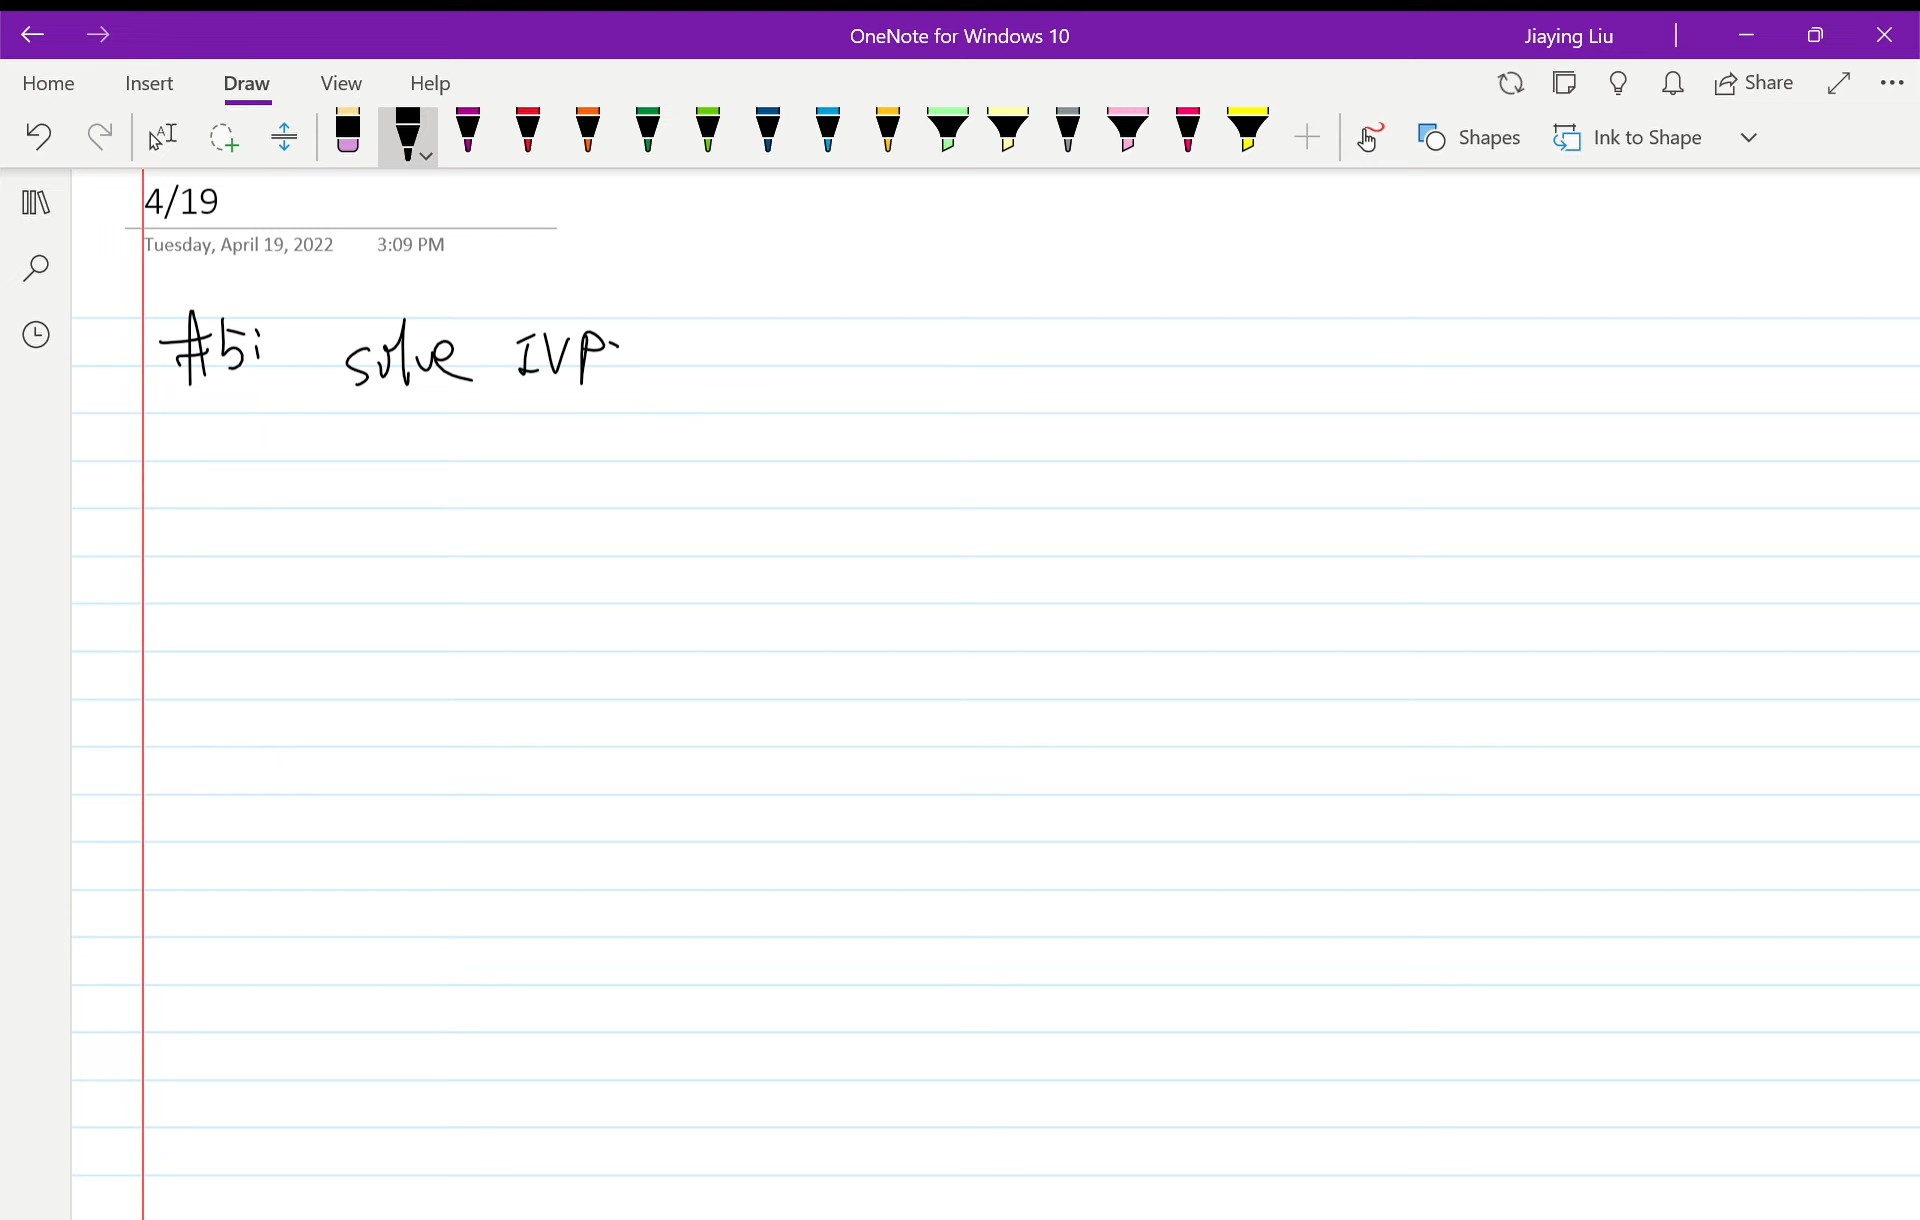 OneNote for Windows 10
Jiaying Liu
Home Insert Draw View Help
Share
Shapes
Ink to Shape
4/19
Tuesday, April 19, 2022 3:09 PM
#5: solve IVP.